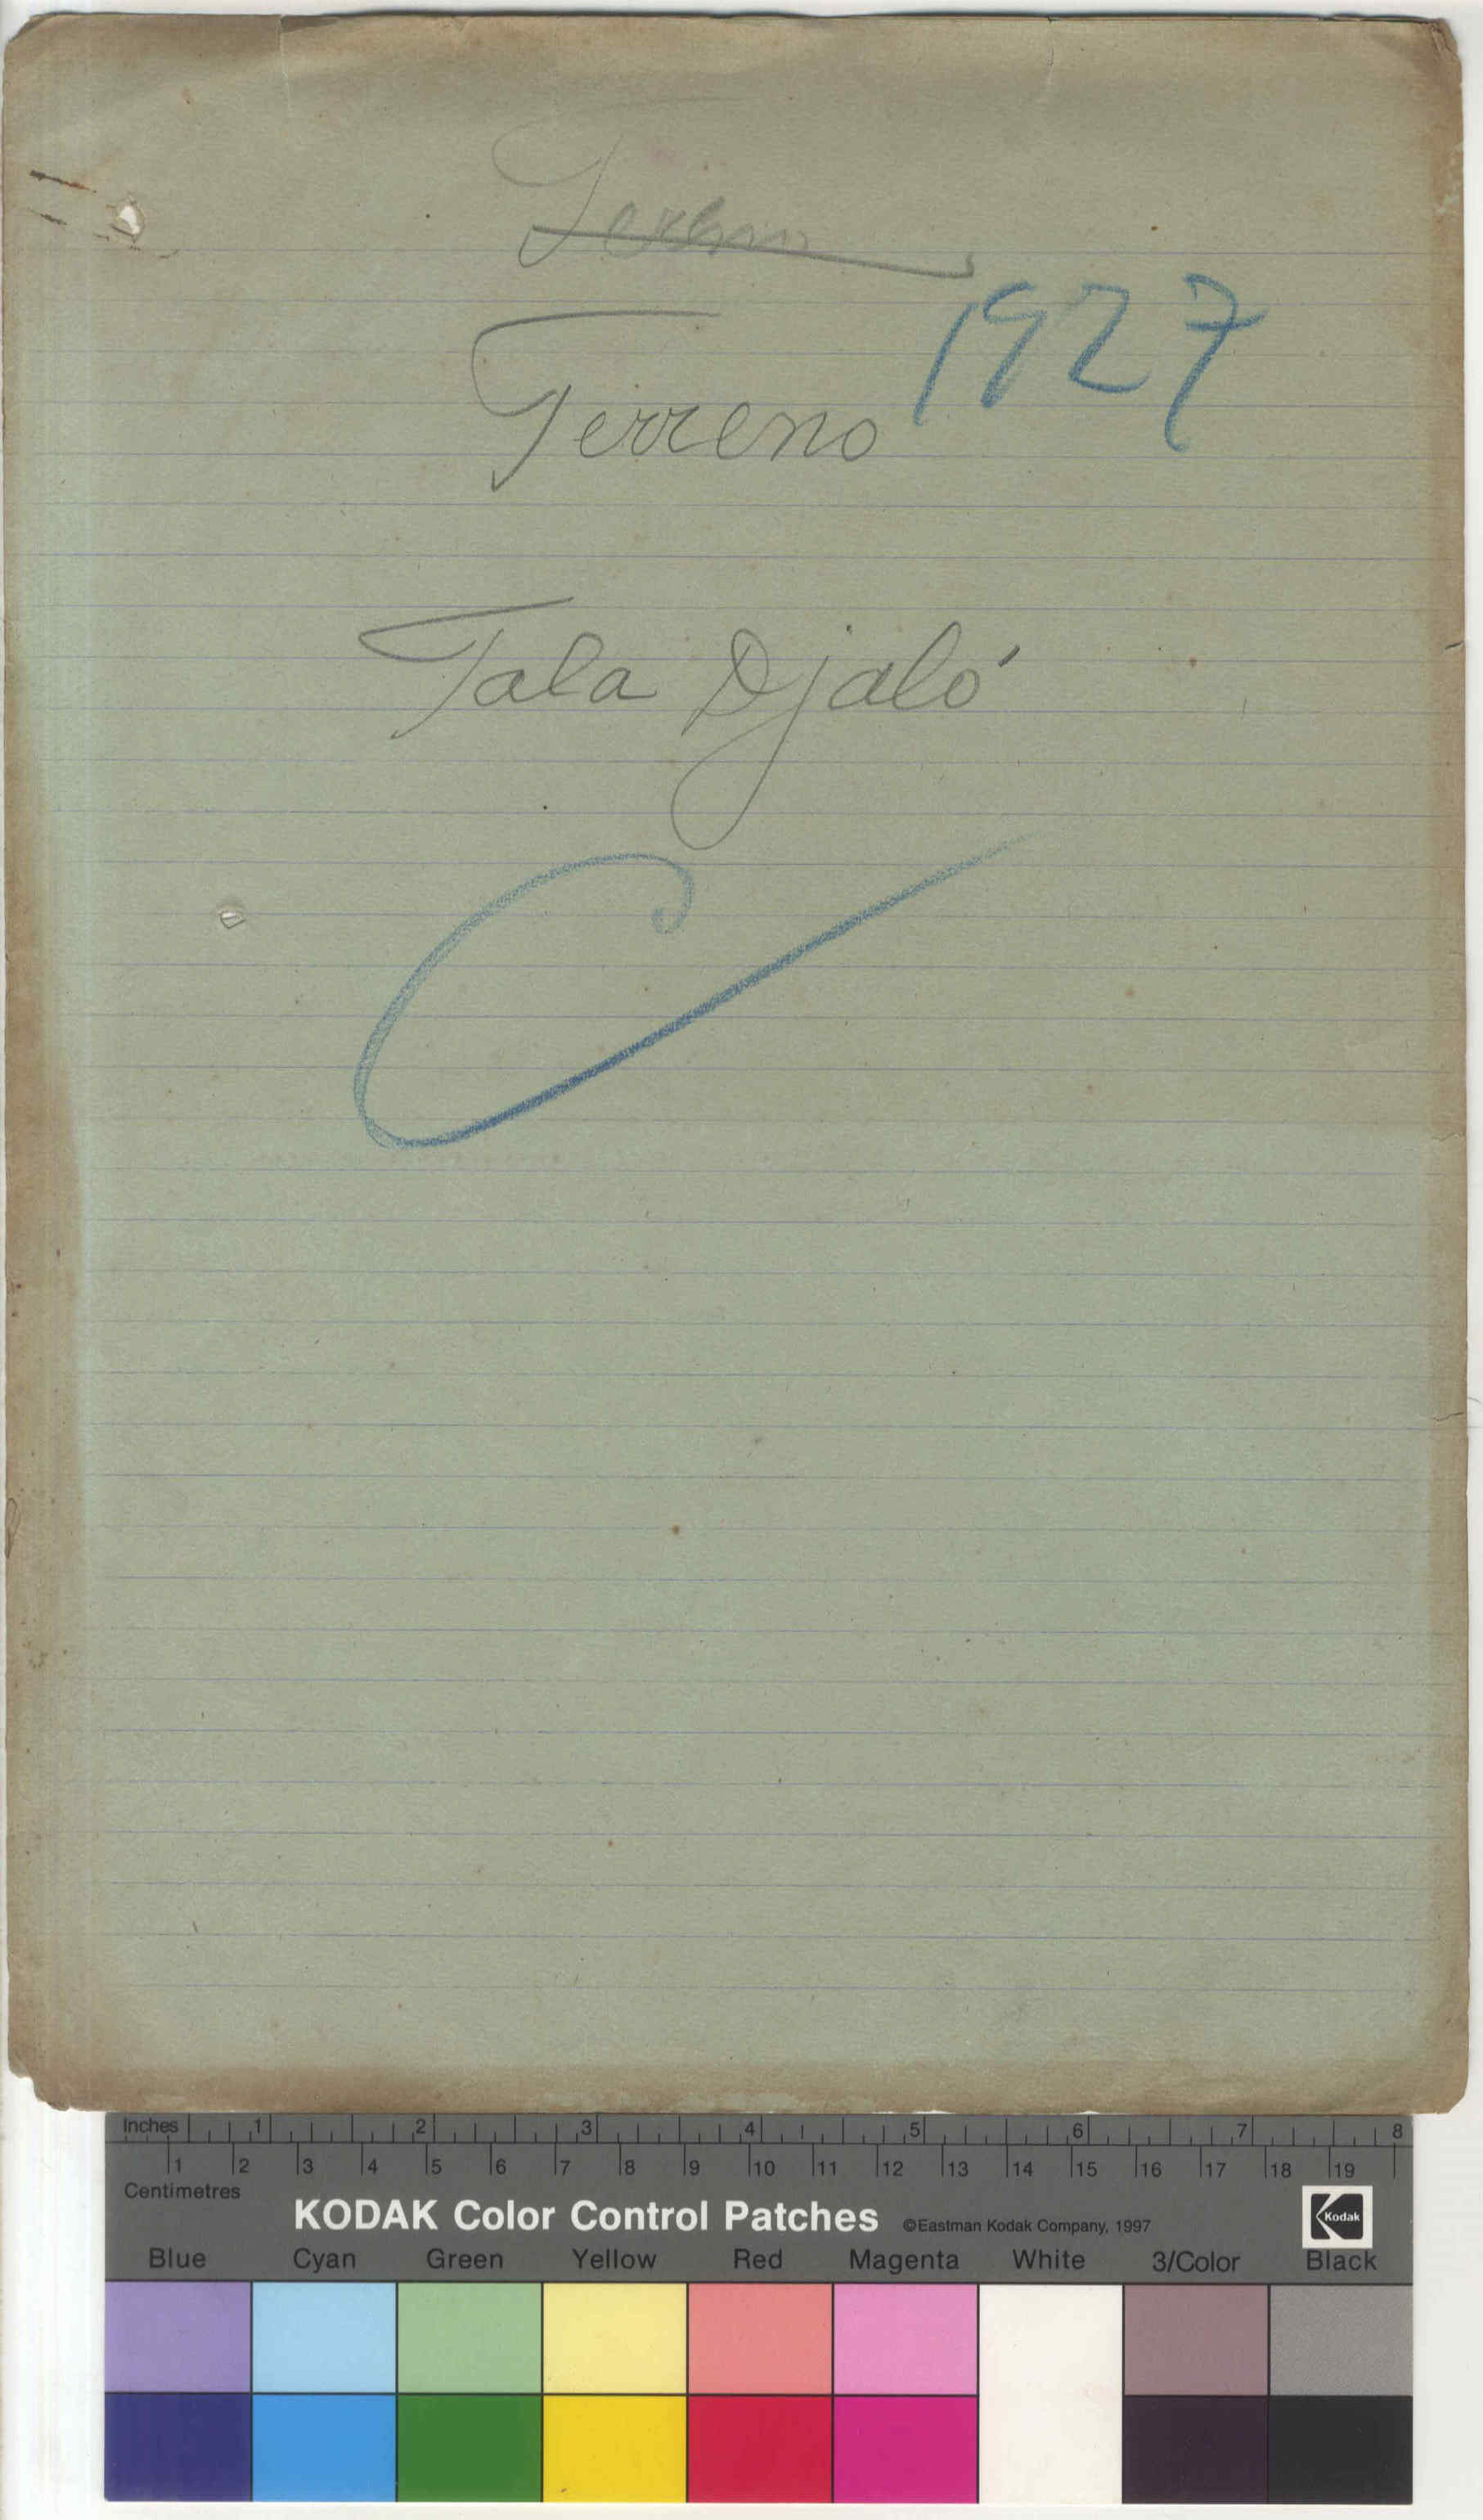 1927
Terreno
Tala Djaló
C
Inches 1 2 3 4 5 6 7 8
1 2 3 4 5 6 7 8 9 10 11 12 13 14 15 16 17 18 19
Centimetres
KODAK Color Control Patches ©Eastman Kodak Company, 1997 Kodak
Blue Cyan Green Yellow Red Magenta White 3/Color Black